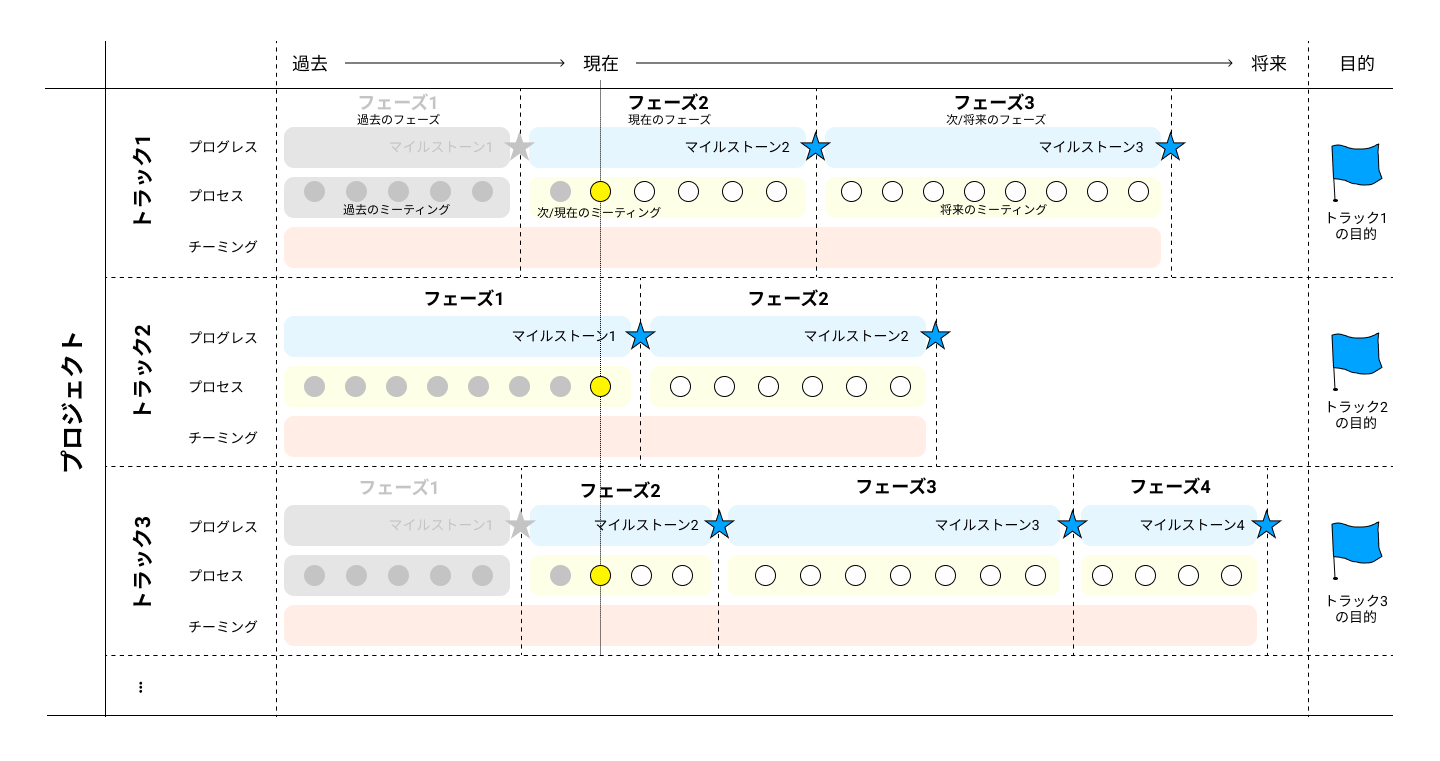 過去
現在
将来
目的
プロジェクト
トラック1
フェーズ1
過去のフェーズ
フェーズ2
現在のフェーズ
フェーズ3
次/将来のフェーズ
プログレス
マイルストーン1
マイルストーン2
マイルストーン3
プロセス
過去のミーティング
次/現在のミーティング
将来のミーティング
チーミング
トラック1
の目的
トラック2
フェーズ1
フェーズ2
プログレス
マイルストーン1
マイルストーン2
プロセス
チーミング
トラック2
の目的
トラック3
フェーズ1
フェーズ2
フェーズ3
フェーズ4
プログレス
マイルストーン1
マイルストーン2
マイルストーン3
マイルストーン4
プロセス
チーミング
トラック3
の目的
...